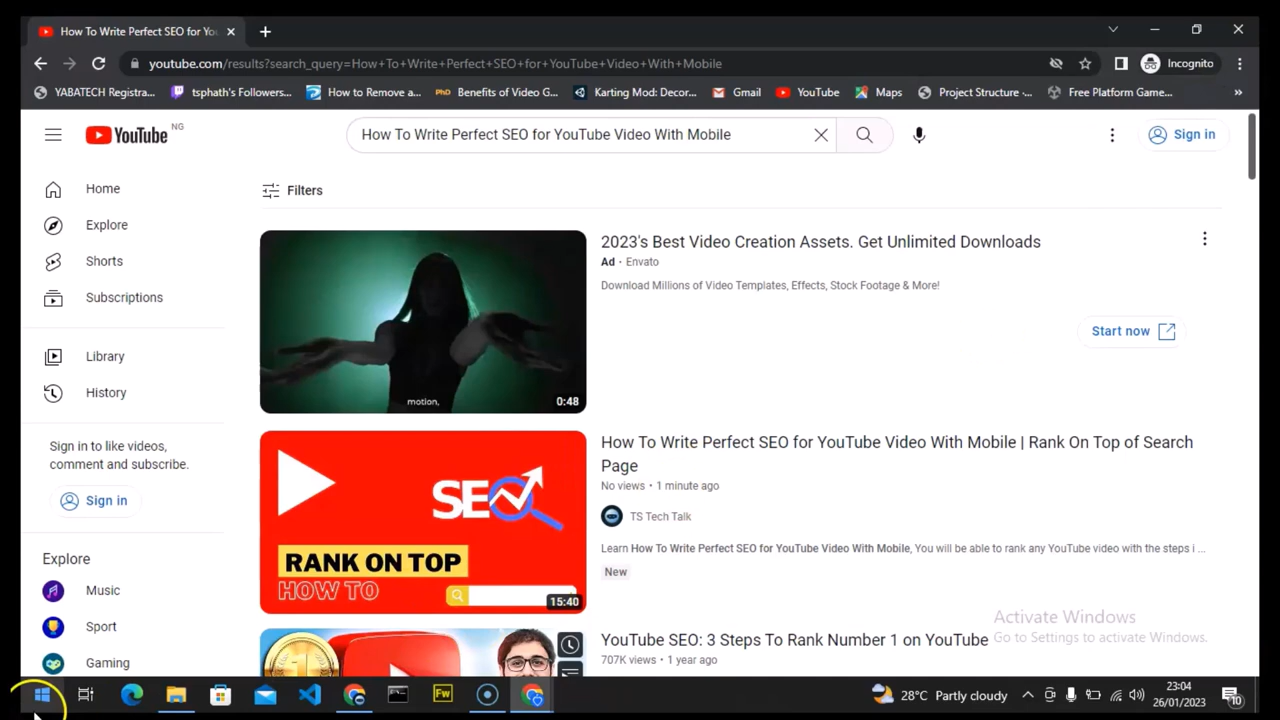 How To Write Perfect SEO for You
youtube.com/results?search_query=How+To+Write+Perfect+SEO+for+YouTube+Video+With+Mobile
Incognito
YABATECH Registra...
tsphath's Followers...
How to Remove a...
PhD
Benefits of Video G...
Karting Mod: Decor...
Gmail
YouTube
Maps
Project Structure -...
Free Platform Game...
»
YouTube NG
How To Write Perfect SEO for YouTube Video With Mobile
Sign in
Home
Explore
Shorts
Subscriptions
Library
History
Sign in to like videos,
comment and subscribe.
Sign in
Explore
Music
Sport
Gaming
Filters
motion,
0:48
2023's Best Video Creation Assets. Get Unlimited Downloads
Ad · Envato
Download Millions of Video Templates, Effects, Stock Footage & More!
Start now
SEO
RANK ON TOP
HOW TO
15:40
How To Write Perfect SEO for YouTube Video With Mobile | Rank On Top of Search
Page
No views • 1 minute ago
TS Tech Talk
Learn How To Write Perfect SEO for YouTube Video With Mobile, You will be able to rank any YouTube video with the steps i ...
New
1
YouTube SEO: 3 Steps To Rank Number 1 on YouTube
707K views • 1 year ago
Activate Windows
Go to Settings to activate Windows.
Fw
28°C Partly cloudy
23:04
26/01/2023
10